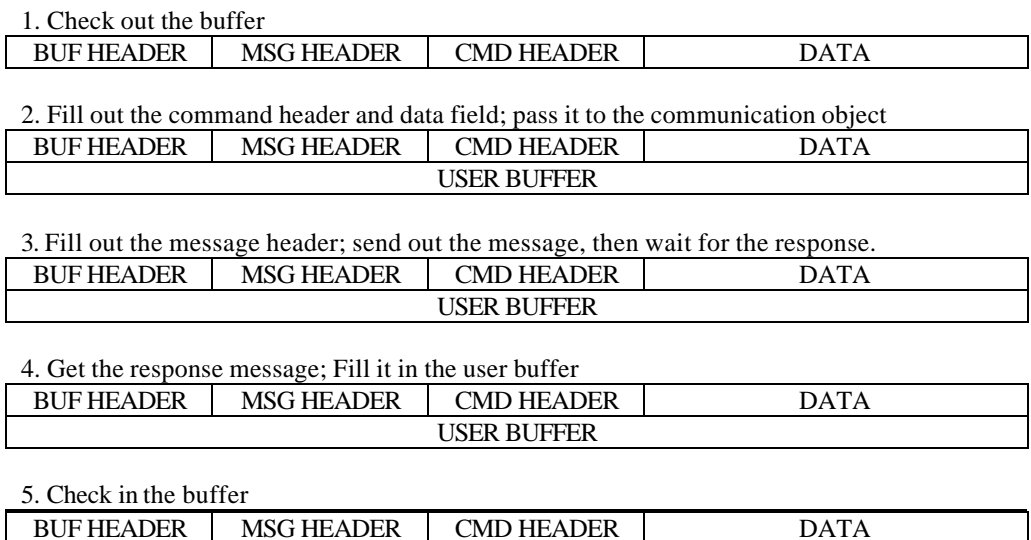 1. Check out the buffer
BUF HEADER MSG HEADER CMD HEADER DATA
2. Fill out the command header and data field; pass it to the communication object
BUF HEADER MSG HEADER CMD HEADER DATA
USER BUFFER
3. Fill out the message header; send out the message, then wait for the response.
BUF HEADER MSG HEADER CMD HEADER DATA
USER BUFFER
4. Get the response message; Fill it in the user buffer
BUF HEADER MSG HEADER CMD HEADER DATA
USER BUFFER
5. Check in the buffer
BUF HEADER MSG HEADER CMD HEADER DATA